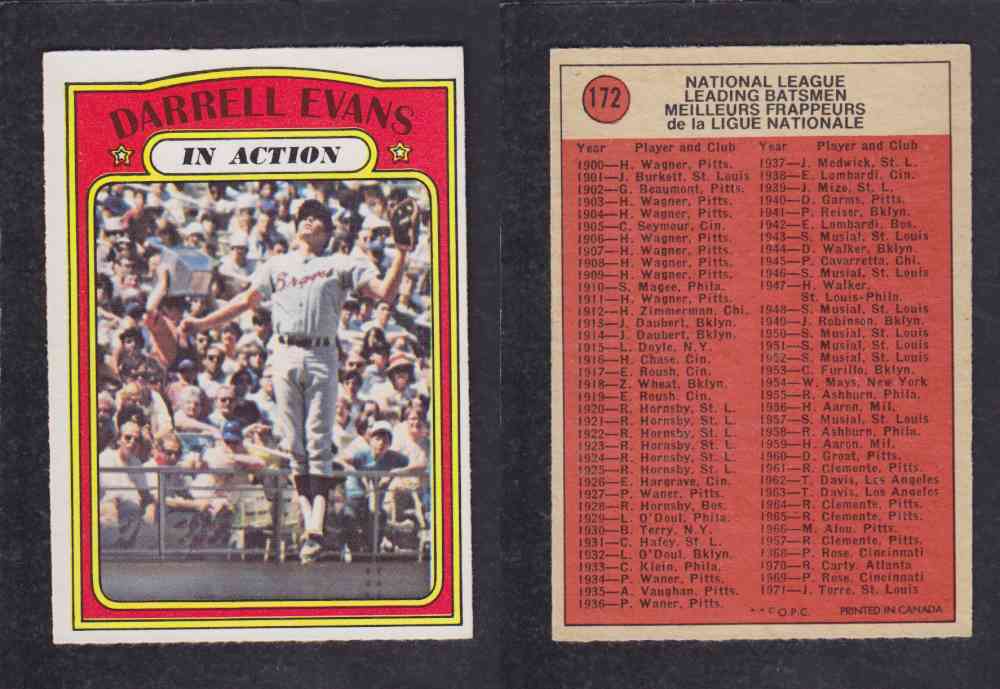 DARRELL EVANS
IN ACTION
Braves
172
NATIONAL LEAGUE
LEADING BATSMEN
MEILLEURS FRAPPEURS
de la LIGUE NATIONALE
Year Player and Club
1900—H. Wagner, Pitts.
1901—J. Burkett, St. Louis
1902—G. Beaumont, Pitts.
1903—H. Wagner, Pitts.
1904—H. Wagner, Pitts.
1905—C. Seymour, Cin.
1906—H. Wagner, Pitts.
1907—H. Wagner, Pitts.
1908—H. Wagner, Pitts.
1909—H. Wagner, Pitts.
1910—S. Magee, Phila.
1911—H. Wagner, Pitts.
1912—H. Zimmerman, Chi.
1913—J. Daubert, Bklyn.
1914—J. Daubert, Bklyn.
1915—L. Doyle, N.Y.
1916—H. Chase, Cin.
1917—E. Roush, Cin.
1918—Z. Wheat, Bklyn.
1919—E. Roush, Cin.
1920—R. Hornsby, St. L.
1921—R. Hornsby, St. L.
1922—R. Hornsby, St. L.
1923—R. Hornsby, St. L.
1924—R. Hornsby, St. L.
1925—R. Hornsby, St. L.
1926—E. Hargrave, Cin.
1927—P. Waner, Pitts.
1928—R. Hornsby, Bos.
1929—L. O'Doul, Phila.
1930—B. Terry, N.Y.
1931—C. Hafey, St. L.
1932—L. O'Doul, Bklyn.
1933—C. Klein, Phila.
1934—P. Waner, Pitts.
1935—A. Vaughan, Pitts.
1936—P. Waner, Pitts.
Year Player and Club
1937—J. Medwick, St. L.
1938—E. Lombardi, Cin.
1939—J. Mize, St. L.
1940—D. Garms, Pitts.
1941—P. Reiser, Bklyn.
1942—E. Lombardi, Bos.
1943—S. Musial, St. Louis
1944—D. Walker, Bklyn
1945—P. Cavarretta, Chi.
1946—S. Musial, St. Louis
1947—H. Walker,
St. Louis-Phila.
1948—S. Musial, St. Louis
1949—J. Robinson, Bklyn.
1950—S. Musial, St. Louis
1951—S. Musial, St. Louis
1952—S. Musial, St. Louis
1953—C. Furillo, Bklyn.
1954—W. Mays, New York
1955—R. Ashburn, Phila.
1956—H. Aaron, Mil.
1957—S. Musial, St. Louis
1958—R. Ashburn, Phila.
1959—H. Aaron, Mil.
1960—D. Groat, Pitts.
1961—R. Clemente, Pitts.
1962—T. Davis, Los Angeles
1963—T. Davis, Los Angeles
1964—R. Clemente, Pitts.
1965—R. Clemente, Pitts.
1966—M. Alou, Pitts.
1967—R. Clemente, Pitts.
1968—P. Rose, Cincinnati
1970—R. Carty, Atlanta
1969—P. Rose, Cincinnati
1971—J. Torre, St. Louis
**©O.P.C. PRINTED IN CANADA